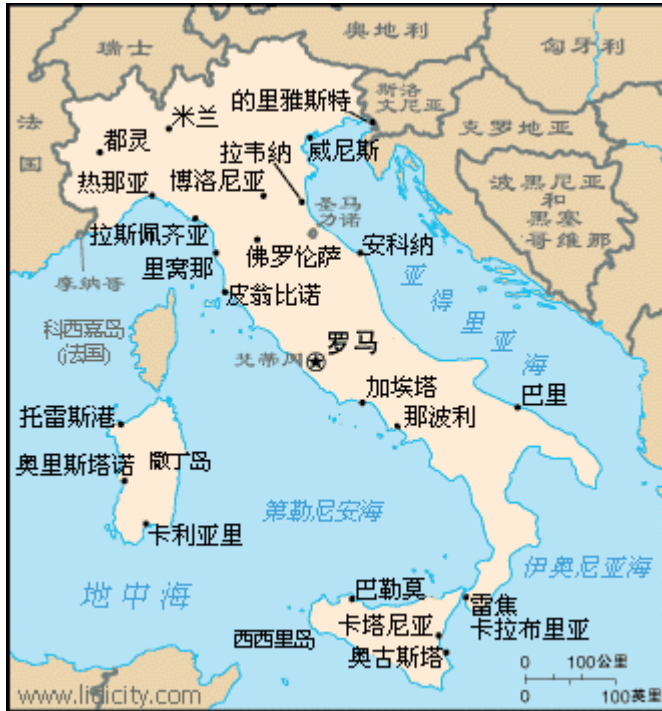 瑞士
奥地利
匈牙利
法国
斯洛文尼亚
克罗地亚
的里雅斯特
米兰
都灵
拉韦纳
威尼斯
热那亚
博洛尼亚
圣马力诺
波黑尼亚
和
黑塞
哥维那
拉斯佩齐亚
佛罗伦萨
安科纳
里窝那
摩纳哥
皮翁比诺
亚得里亚海
科西嘉岛
(法国)
罗马
梵蒂冈
加埃塔
巴里
托雷斯港
那波利
奥里斯塔诺
撒丁岛
第勒尼安海
卡利亚里
伊奥尼亚海
地中海
巴勒莫
雷焦
卡拉布里亚
西西里岛
卡塔尼亚
奥古斯塔
0 100公里
0 100英里
www.lidicity.com